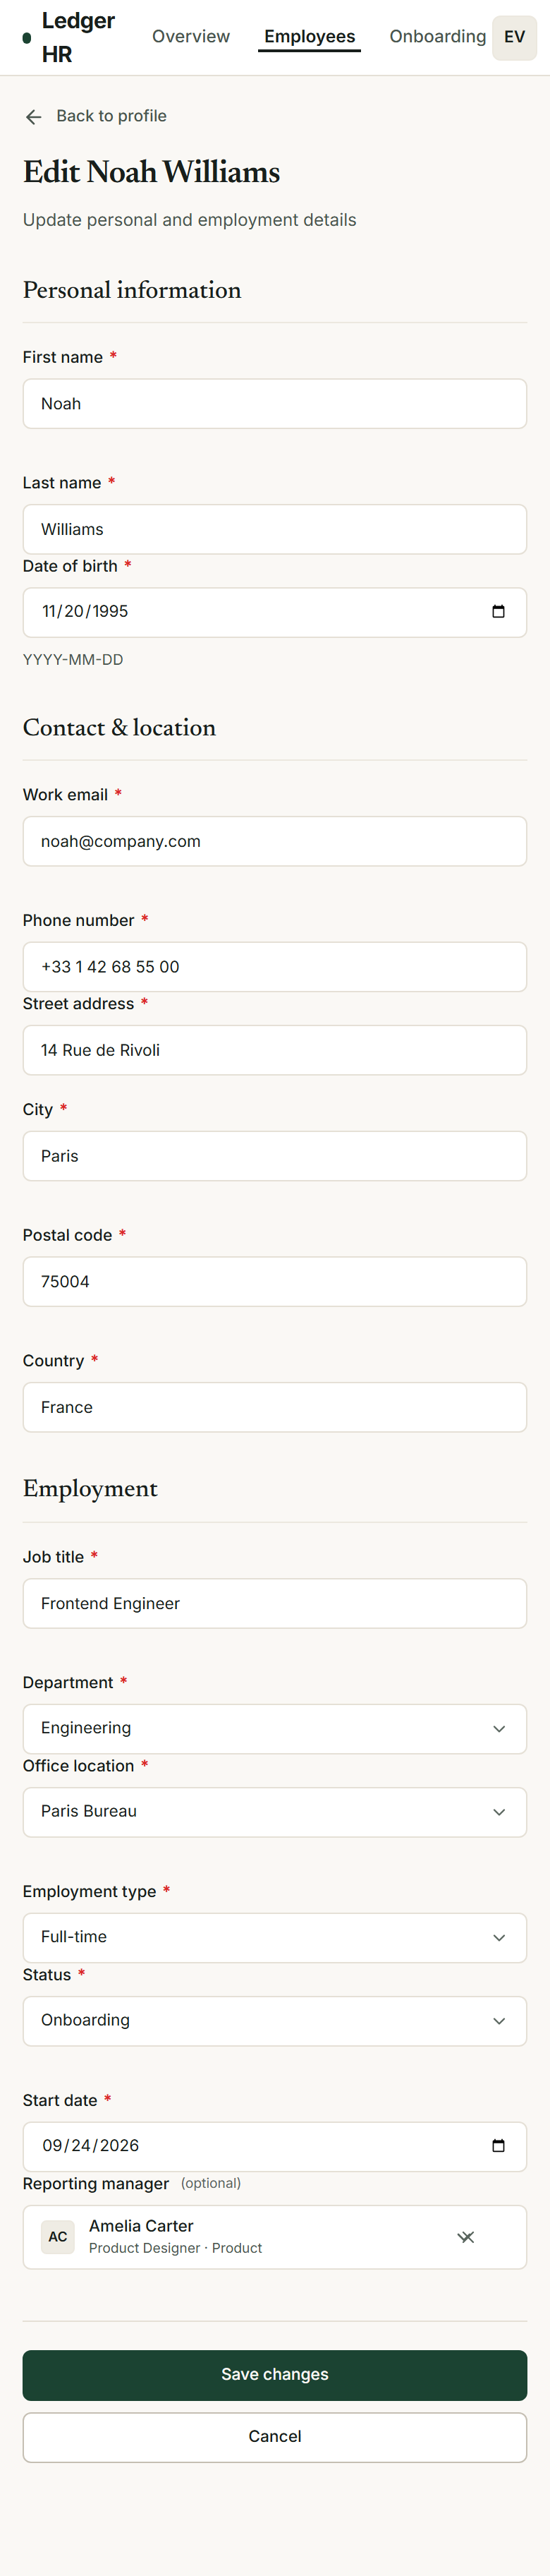 Ledger
HR
Overview
Employees
Onboarding
EV
Back to profile
Edit Noah Williams
Update personal and employment details
Personal information
First name *
Noah
Last name *
Williams
Date of birth *
11/20/1995
YYYY-MM-DD
Contact & location
Work email *
noah@company.com
Phone number *
+33 1 42 68 55 00
Street address *
14 Rue de Rivoli
City *
Paris
Postal code *
75004
Country *
France
Employment
Job title *
Frontend Engineer
Department *
Engineering
Office location *
Paris Bureau
Employment type *
Full-time
Status *
Onboarding
Start date *
09/24/2026
Reporting manager (optional)
AC
Amelia Carter
Product Designer · Product
Save changes
Cancel